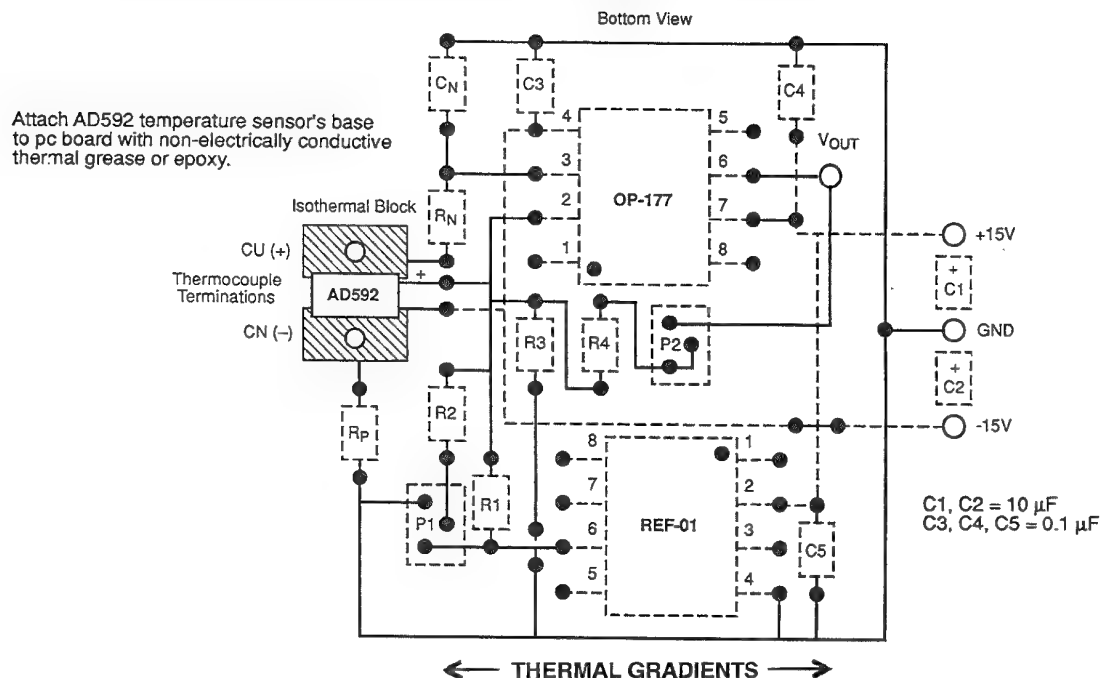 Bottom View
Attach AD592 temperature sensor's base
to pc board with non-electrically conductive
thermal grease or epoxy.
CN
C3
C4
4
5
VOUT
3
6
RN
OP-177
2
7
1
8
Isothermal Block
CU (+)
+
Thermocouple
Terminations
AD592
CN (–)
+15V
+
C1
GND
+
C2
-15V
R3
R4
P2
R2
RP
P1
R1
8
1
7
2
REF-01
6
3
5
4
C5
C1, C2 = 10 µF
C3, C4, C5 = 0.1 µF
THERMAL GRADIENTS